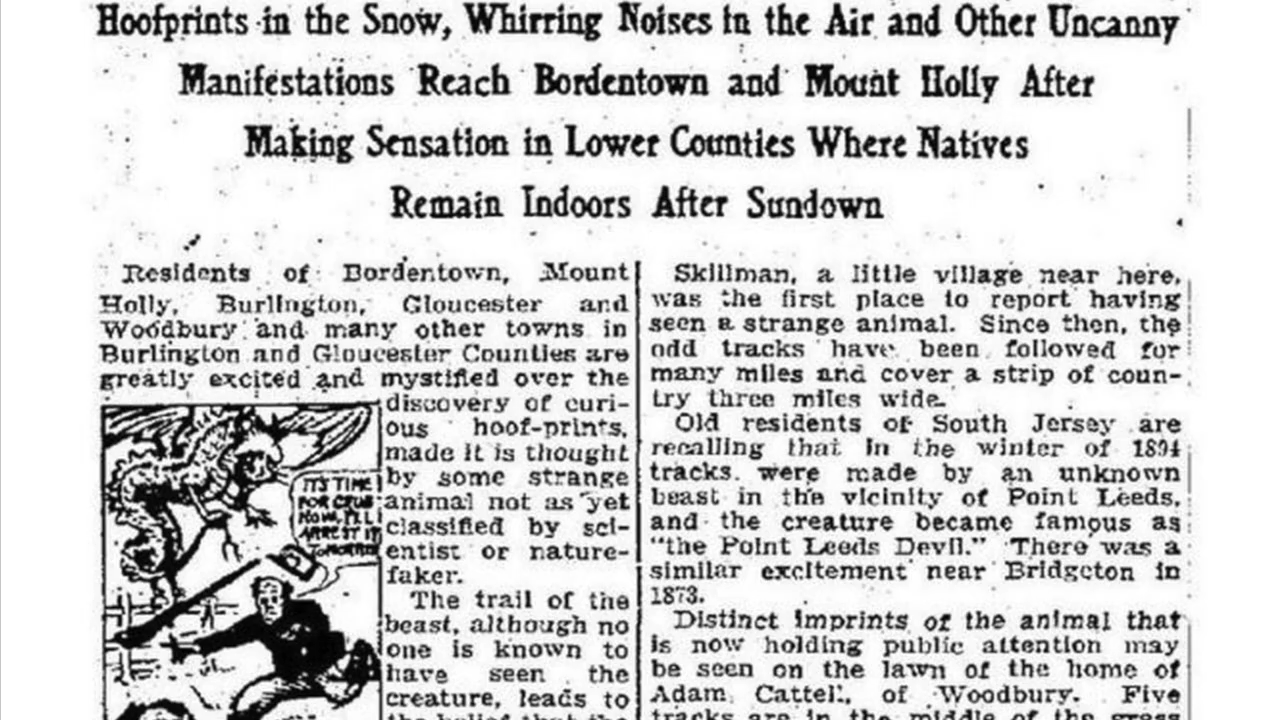 Hoofprints in the Snow, Whirring Noises in the Air and Other Uncanny
Manifestations Reach Bordentown and Mount Holly After
Making Sensation in Lower Counties Where Natives
Remain Indoors After Sundown
Residents of Bordentown, Mount
Holly, Burlington, Gloucester and
Woodbury and many other towns in
Burlington and Gloucester Counties are
greatly excited and mystified over the
discovery of curi-
ous hoof-prints,
made it is thought
by some strange
animal not as yet
classified by sci-
entist or nature-
faker.
The trail of the
beast, although no
one is known to
have seen the
creature, leads to
the belief that the
IT'S TIME
FOR GRUB
NOW, I'LL
ARREST IT
TOMORROW
Skillman, a little village near here,
was the first place to report having
seen a strange animal. Since then, the
odd tracks have been followed for
many miles and cover a strip of coun-
try three miles wide.
Old residents of South Jersey are
recalling that in the winter of 1894
tracks were made by an unknown
beast in the vicinity of Point Leeds,
and the creature became famous as
"the Point Leeds Devil." There was a
similar excitement near Bridgeton in
1873.
Distinct imprints of the animal that
is now holding public attention may
be seen on the lawn of the home of
Adam Cattell, of Woodbury. Five
tracks are in the middle of the grass